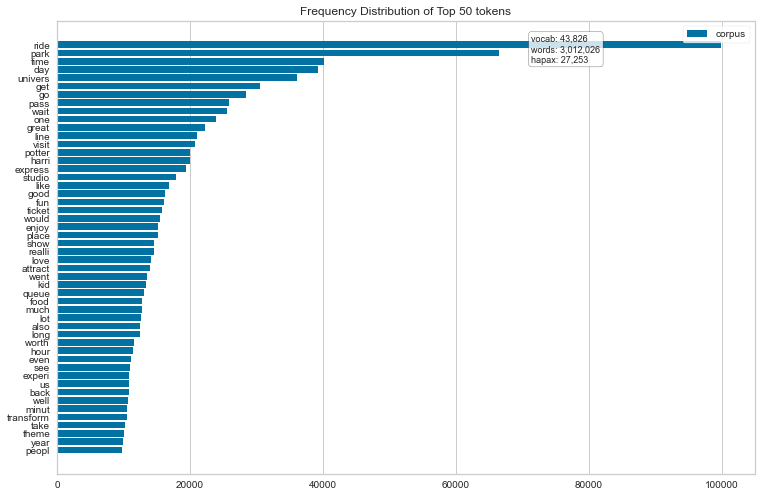 Frequency Distribution of Top 50 tokens
corpus
vocab: 43,826
words: 3,012,026
hapax: 27,253
ride
park
time
day
univers
get
go
pass
wait
one
great
line
visit
potter
harri
express
studio
like
good
fun
ticket
would
enjoy
place
show
realli
love
attract
went
kid
queue
food
much
lot
also
long
worth
hour
even
see
experi
us
back
well
minut
transform
take
theme
year
peopl
0 20000 40000 60000 80000 100000